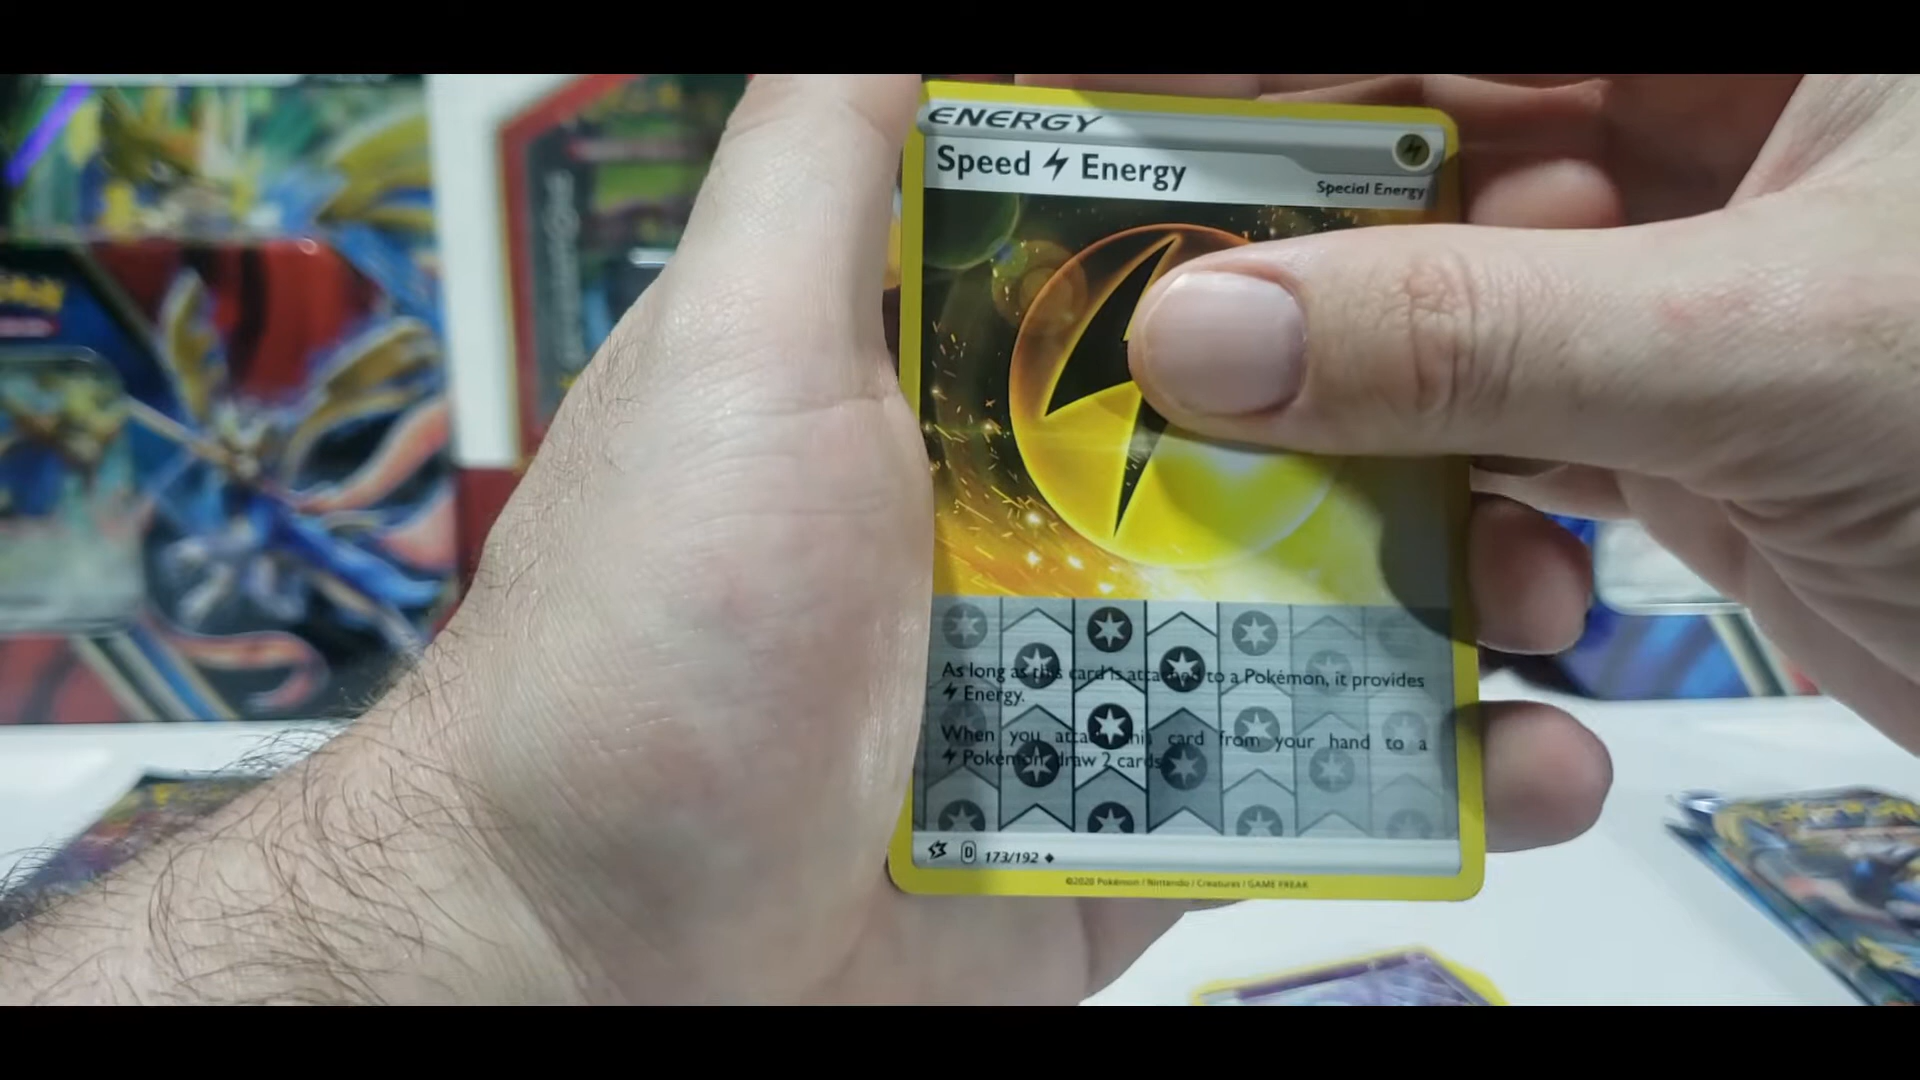 ENERGY
Speed Energy
Special Energy
As long as this card is attached to a Pokémon, it provides
Energy.
When you attach this card from your hand to a
Pokémon, draw 2 cards.
D 173/192
©2020 Pokémon / Nintendo / Creatures / GAME FREAK